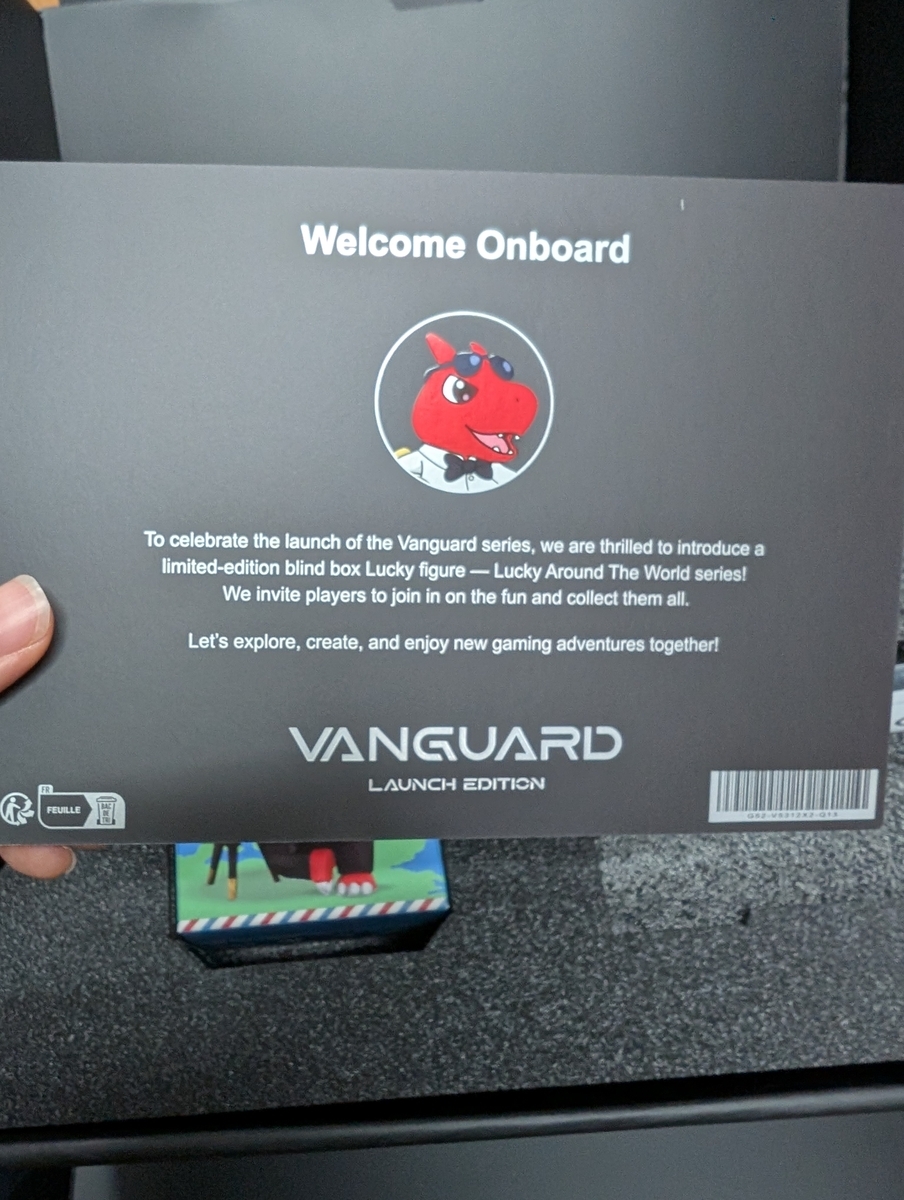 Welcome Onboard
To celebrate the launch of the Vanguard series, we are thrilled to introduce a
limited-edition blind box Lucky figure — Lucky Around The World series!
We invite players to join in on the fun and collect them all.
Let's explore, create, and enjoy new gaming adventures together!
VANGUARD
LAUNCH EDITION
FR
FEUILLE
BAC
DE
TRI